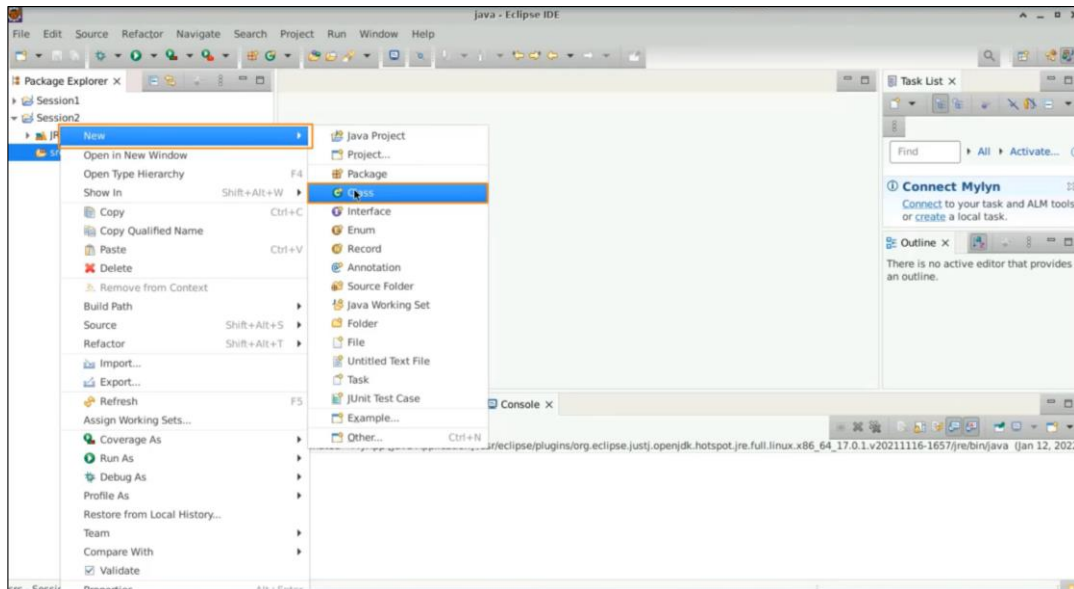 java - Eclipse IDE
File Edit Source Refactor Navigate Search Project Run Window Help
Package Explorer
Session1
Session2
New
Open in New Window
Open Type Hierarchy F4
Show In Shift+Alt+W
Copy Ctrl+C
Copy Qualified Name
Paste Ctrl+V
Delete
Remove from Context
Build Path
Source Shift+Alt+S
Refactor Shift+Alt+T
Import...
Export...
Refresh F5
Assign Working Sets...
Coverage As
Run As
Debug As
Profile As
Restore from Local History...
Team
Compare With
Validate
Java Project
Project...
Package
Class
Interface
Enum
Record
Annotation
Source Folder
Java Working Set
Folder
File
Untitled Text File
Task
JUnit Test Case
Example...
Other... Ctrl+N
Task List
Find All Activate...
Connect Mylyn
Connect to your task and ALM tools
or create a local task.
Outline
There is no active editor that provides
an outline.
Console
sr/eclipse/plugins/org.eclipse.justj.openjdk.hotspot.jre.full.linux.x86_64_17.0.1.v20211116-1657/jre/bin/java (Jan 12, 202